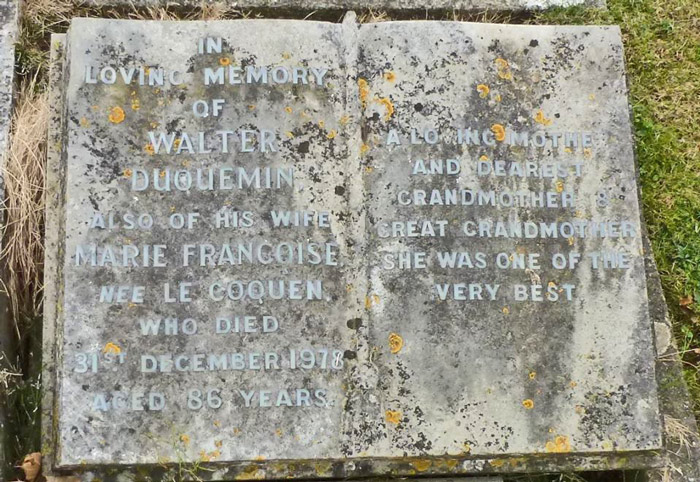 IN
LOVING MEMORY
OF
WALTER
DUQUEMIN
ALSO OF HIS WIFE
MARIE FRANCOISE
NEE LE COQUEN
WHO DIED
31ST DECEMBER 1978
AGED 86 YEARS
A LOVING MOTHE
AND DEAREST
GRANDMOTHER &
GREAT GRANDMOTHER
SHE WAS ONE OF THE
VERY BEST